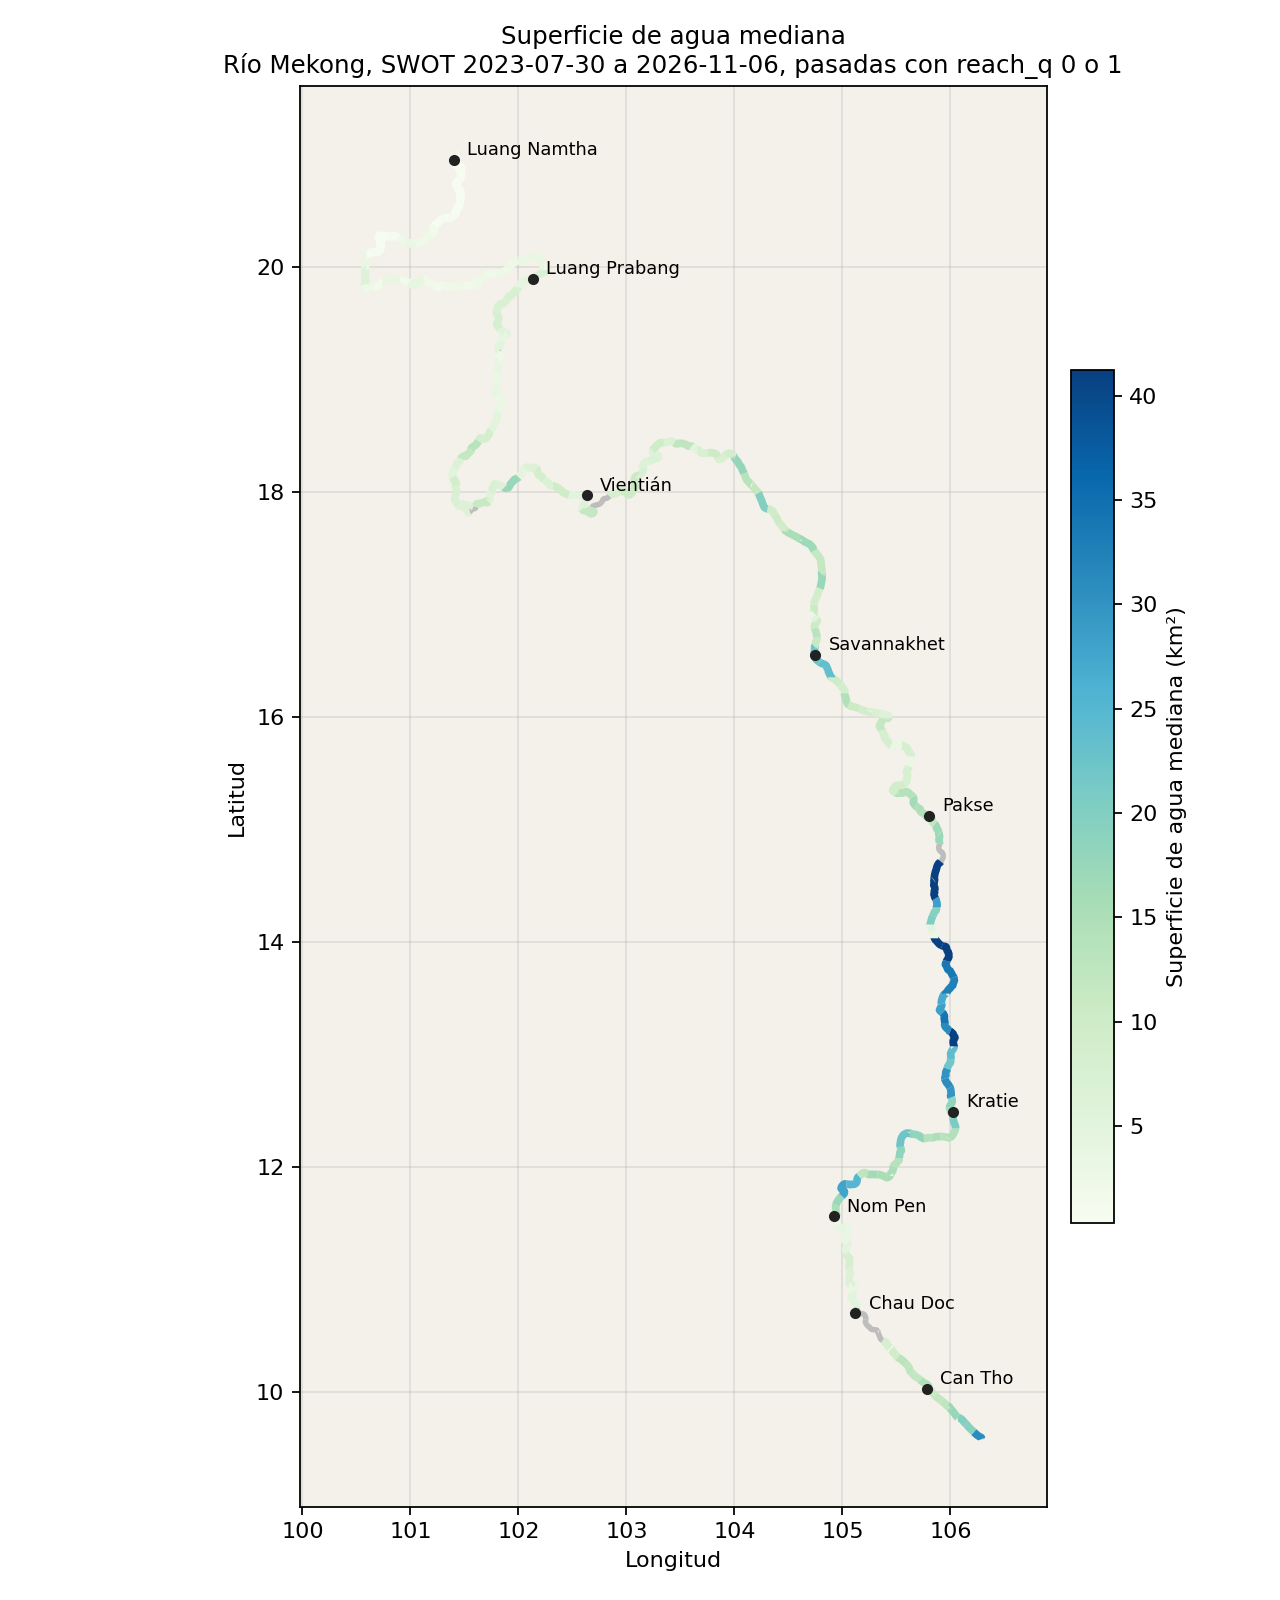 Superficie de agua mediana
Río Mekong, SWOT 2023-07-30 a 2026-11-06, pasadas con reach_q 0 o 1
Luang Namtha
Luang Prabang
Vientián
Savannakhet
Pakse
Kratie
Nom Pen
Chau Doc
Can Tho
20
18
16
14
12
10
Latitud
100
101
102
103
104
105
106
Longitud
40
35
30
25
20
15
10
5
Superficie de agua mediana (km²)